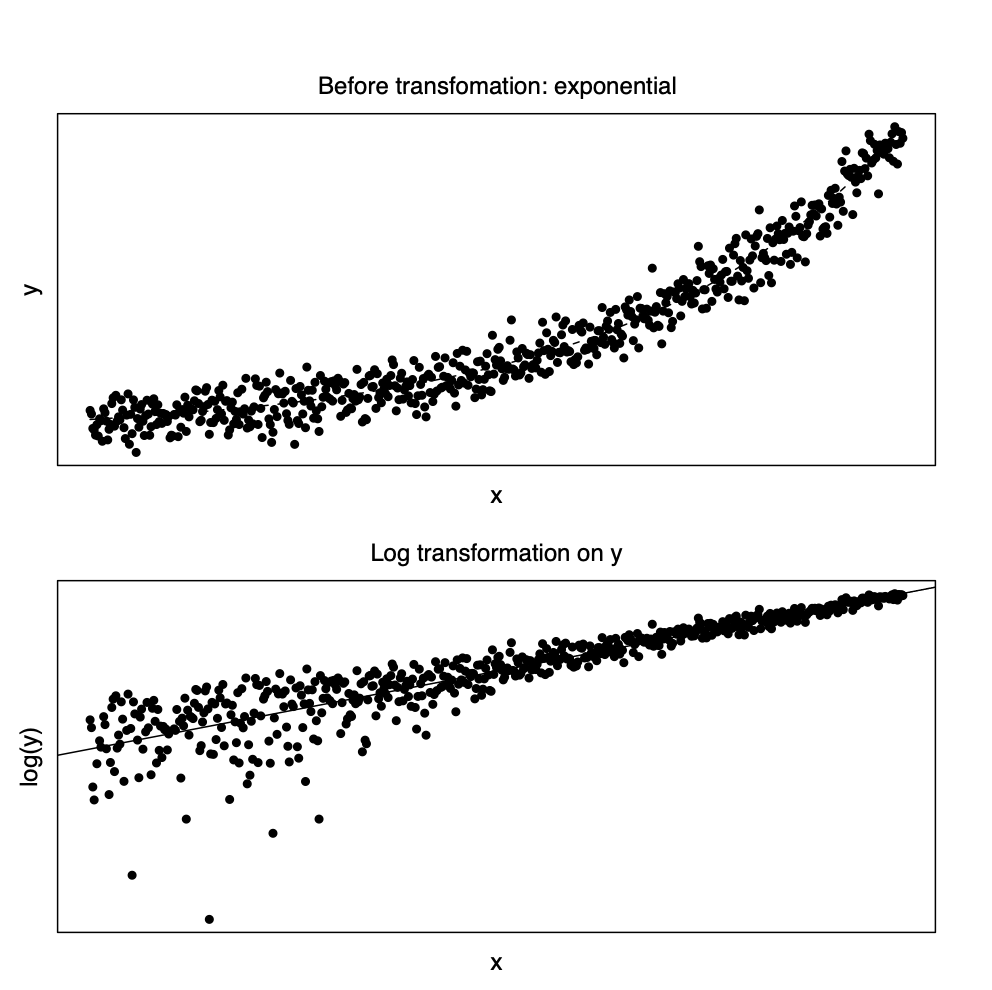 Before transfomation: exponential
y
x
Log transformation on y
log(y)
x